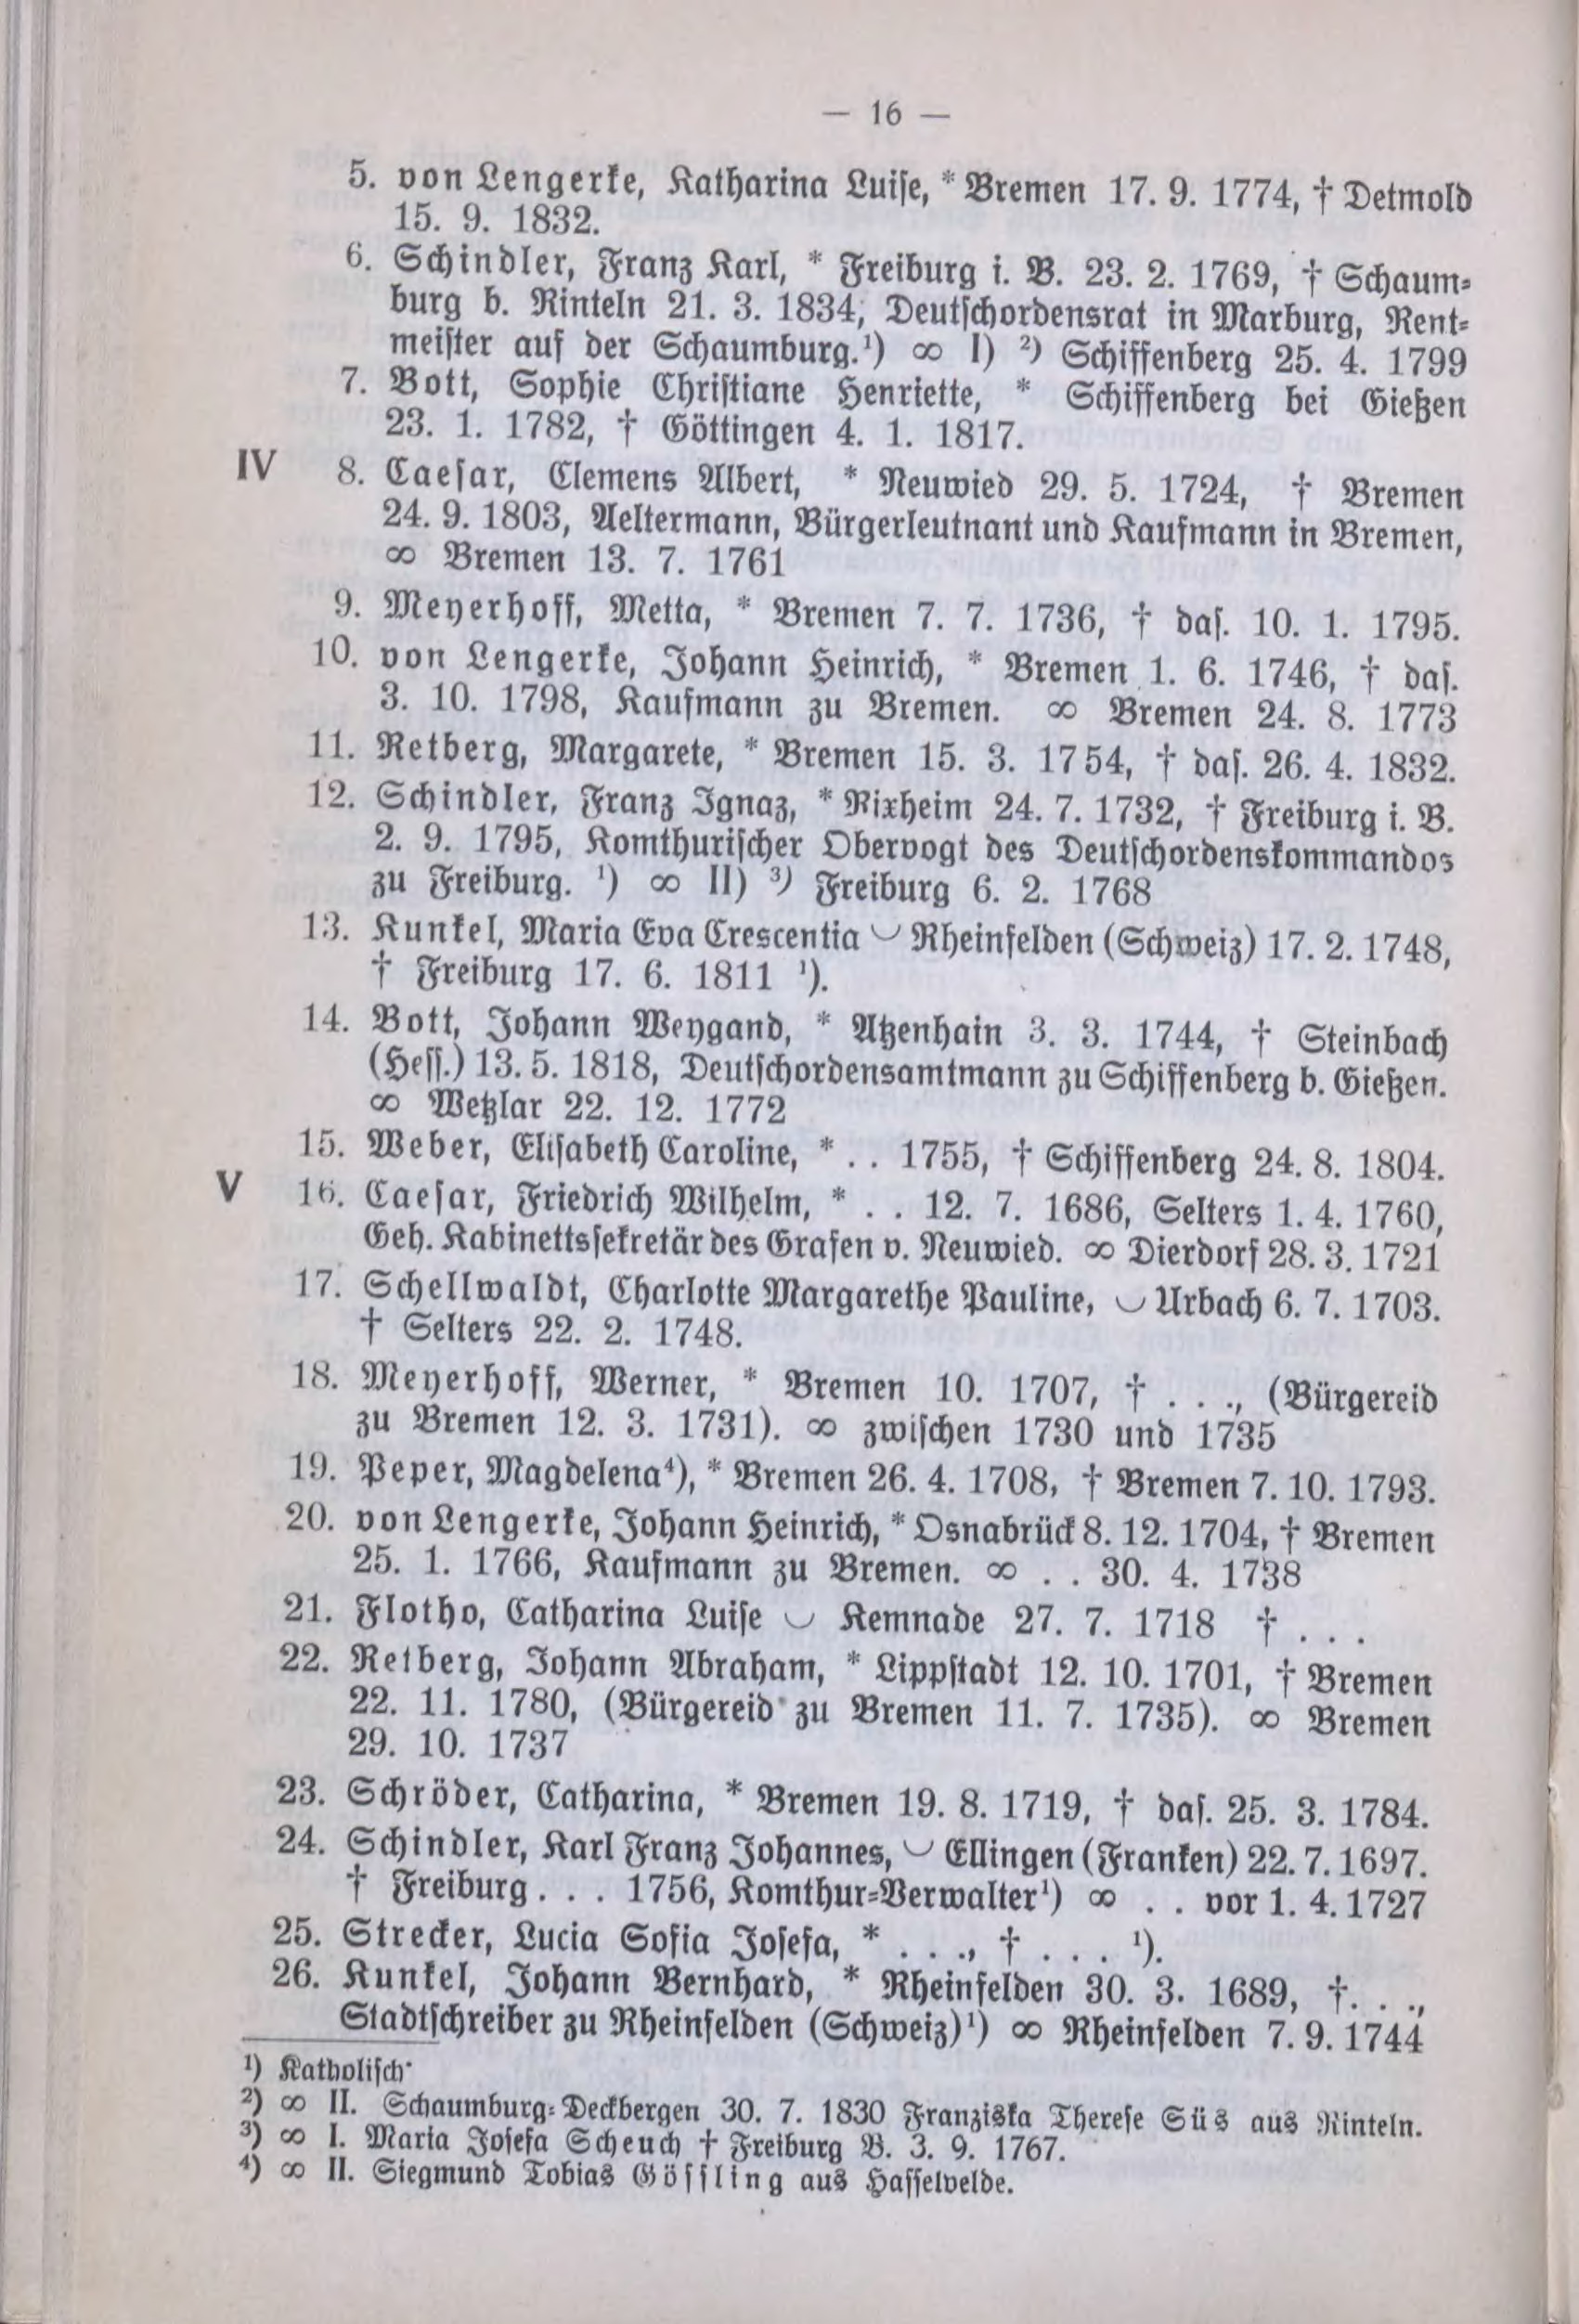 — 16 —
5. von Lengerke, Katharina Luise, * Bremen 17. 9. 1774, † Detmold
15. 9. 1832.
6. Schindler, Franz Karl, * Freiburg i. B. 23. 2. 1769, † Schaum=
burg b. Rinteln 21. 3. 1834, Deutschordensrat in Marburg, Rent=
meister auf der Schaumburg.¹) ∞ I) ²) Schiffenberg 25. 4. 1799
7. Bott, Sophie Christiane Henriette, * Schiffenberg bei Gießen
23. 1. 1782, † Göttingen 4. 1. 1817.
IV 8. Caesar, Clemens Albert, * Neuwied 29. 5. 1724, † Bremen
24. 9. 1803, Aeltermann, Bürgerleutnant und Kaufmann in Bremen,
∞ Bremen 13. 7. 1761
9. Meyerhoff, Metta, * Bremen 7. 7. 1736, † das. 10. 1. 1795.
10. von Lengerke, Johann Heinrich, * Bremen 1. 6. 1746, † das.
3. 10. 1798, Kaufmann zu Bremen. ∞ Bremen 24. 8. 1773
11. Retberg, Margarete, * Bremen 15. 3. 1754, † das. 26. 4. 1832.
12. Schindler, Franz Ignaz, * Rixheim 24. 7. 1732, † Freiburg i. B.
2. 9. 1795, Komthurischer Obervogt des Deutschordenskommandos
zu Freiburg. ¹) ∞ II) ³) Freiburg 6. 2. 1768
13. Kunkel, Maria Eva Crescentia ◡ Rheinfelden (Schweiz) 17. 2. 1748,
† Freiburg 17. 6. 1811 ¹).
14. Bott, Johann Weygand, * Atzenhain 3. 3. 1744, † Steinbach
(Hess.) 13. 5. 1818, Deutschordensamtmann zu Schiffenberg b. Gießen.
∞ Wetzlar 22. 12. 1772
15. Weber, Elisabeth Caroline, * . . 1755, † Schiffenberg 24. 8. 1804.
V 16. Caesar, Friedrich Wilhelm, * . . 12. 7. 1686, Selters 1. 4. 1760,
Geh. Kabinettssekretär des Grafen v. Neuwied. ∞ Dierdorf 28. 3. 1721
17. Schellwaldt, Charlotte Margarethe Pauline, ◡ Urbach 6. 7. 1703.
† Selters 22. 2. 1748.
18. Meyerhoff, Werner, * Bremen 10. 1707, † . . ., (Bürgereid
zu Bremen 12. 3. 1731). ∞ zwischen 1730 und 1735
19. Peper, Magdelena⁴), * Bremen 26. 4. 1708, † Bremen 7. 10. 1793.
20. von Lengerke, Johann Heinrich, * Osnabrück 8. 12. 1704, † Bremen
25. 1. 1766, Kaufmann zu Bremen. ∞ . . 30. 4. 1738
21. Flotho, Catharina Luise ◡ Kemnade 27. 7. 1718 † . . .
22. Retberg, Johann Abraham, * Lippstadt 12. 10. 1701, † Bremen
22. 11. 1780, (Bürgereid zu Bremen 11. 7. 1735). ∞ Bremen
29. 10. 1737
23. Schröder, Catharina, * Bremen 19. 8. 1719, † das. 25. 3. 1784.
24. Schindler, Karl Franz Johannes, ◡ Ellingen (Franken) 22. 7. 1697.
† Freiburg . . . 1756, Komthur=Verwalter¹) ∞ . . vor 1. 4. 1727
25. Strecker, Lucia Sofia Josefa, * . . ., † . . . ¹).
26. Kunkel, Johann Bernhard, * Rheinfelden 30. 3. 1689, †. . .,
Stadtschreiber zu Rheinfelden (Schweiz)¹) ∞ Rheinfelden 7. 9. 1744
¹) Katholisch·
²) ∞ II. Schaumburg=Deckbergen 30. 7. 1830 Franziska Therese Süs aus Rinteln.
³) ∞ I. Maria Josefa Scheuch † Freiburg B. 3. 9. 1767.
⁴) ∞ II. Siegmund Tobias Göffling aus Hasselvelde.